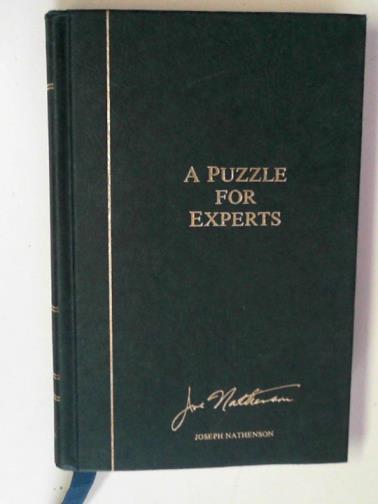 A PUZZLE
FOR
EXPERTS
Joe Nathenson
JOSEPH NATHENSON